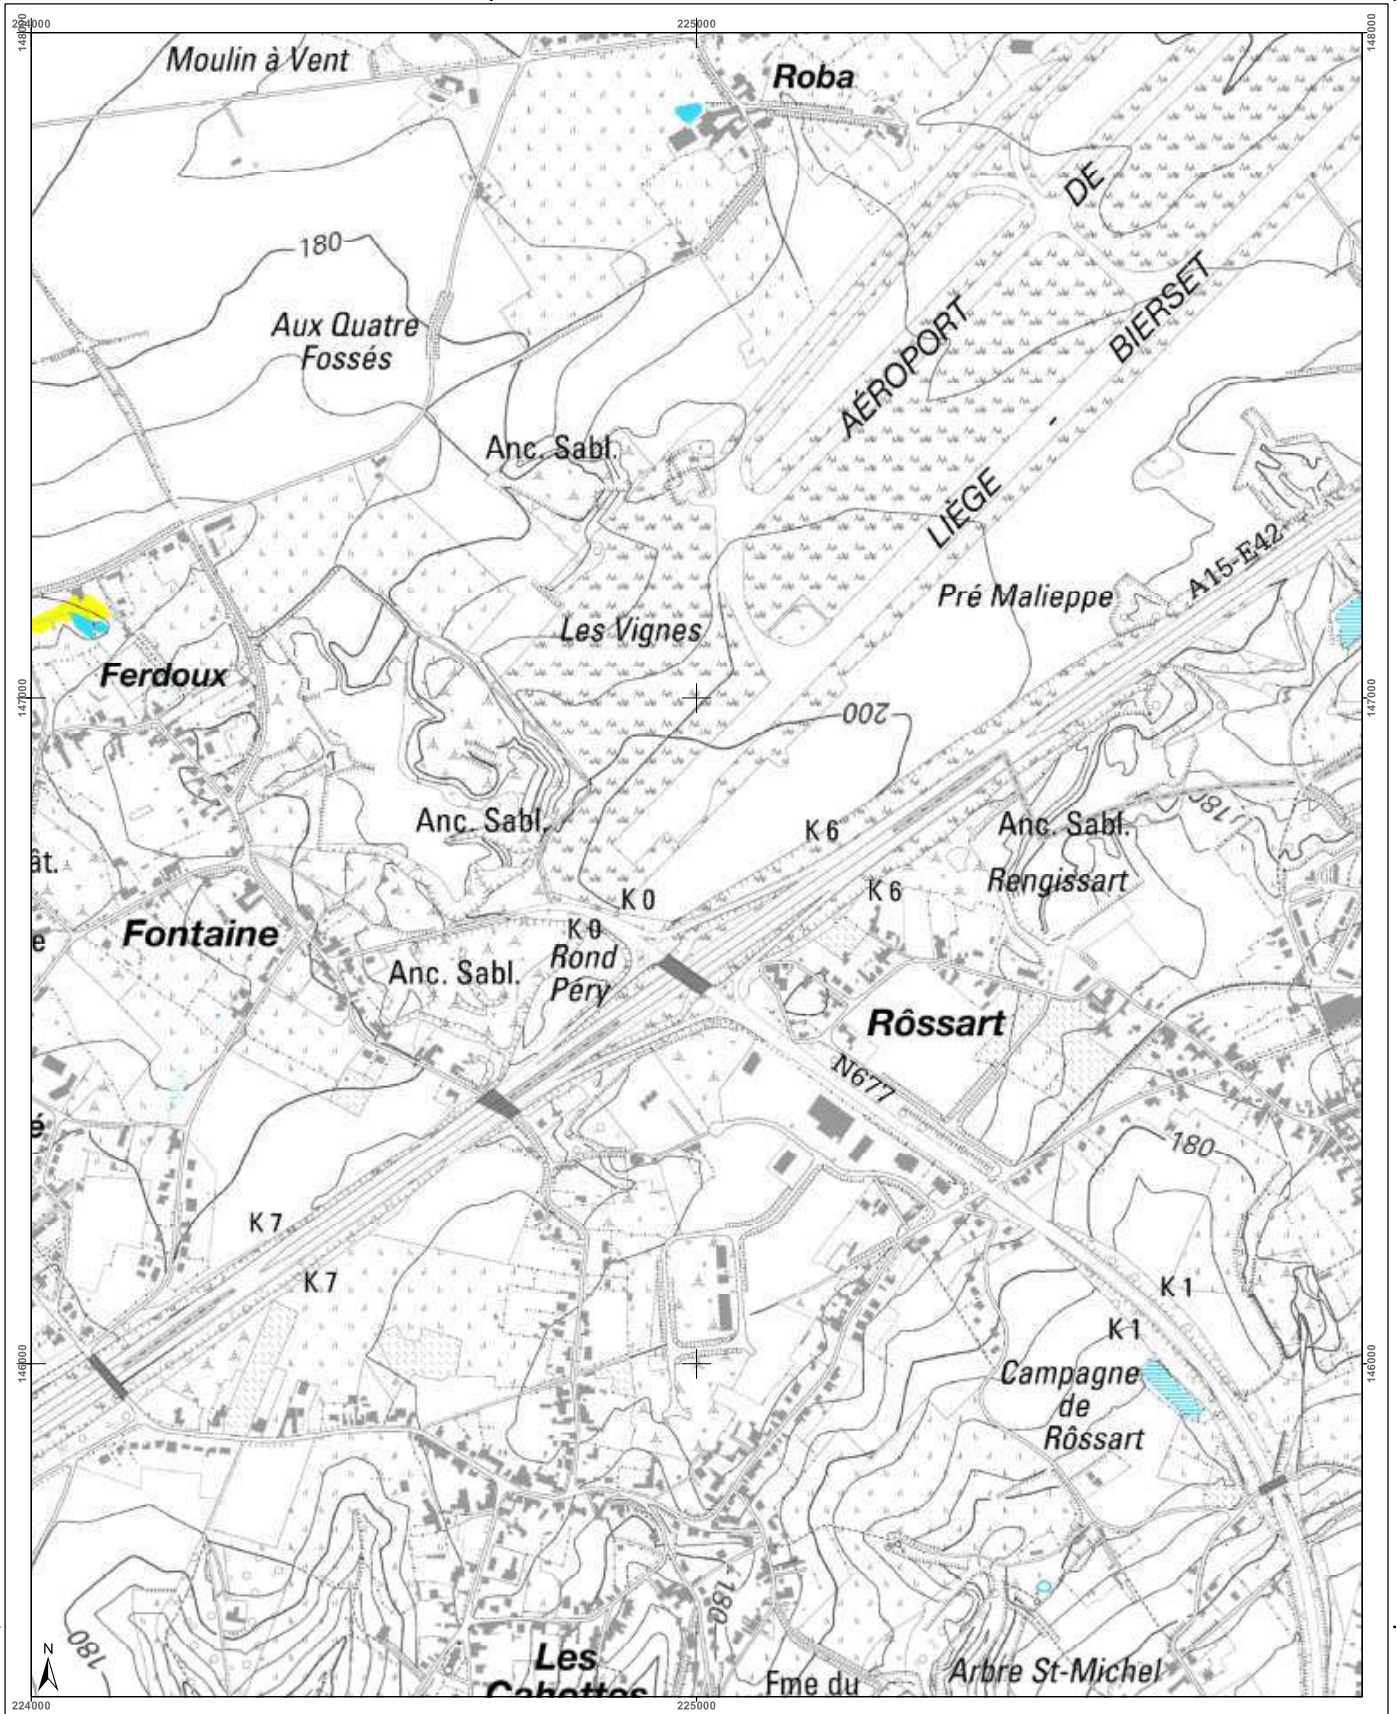 224000
225000
148000
148000
Moulin à Vent
Roba
DE
180
BIERSET
Aux Quatre
Fossés
AÉROPORT
-
Anc. Sabl.
LIÈGE
A15-E42
Pré Malieppe
Les Vignes
Ferdoux
147000
147000
200
180
Anc. Sabl.
K 6
Anc. Sabl.
ât.
Rengissart
K 6
K 0
Fontaine
K 0
e
Rond
Péry
Anc. Sabl.
Rôssart
N677
é
180
K 7
K 7
K 1
K 1
146000
146000
Campagne
de
Rôssart
180
180
N
Les
Cahottes
Fme du
Arbre St-Michel
224000
225000